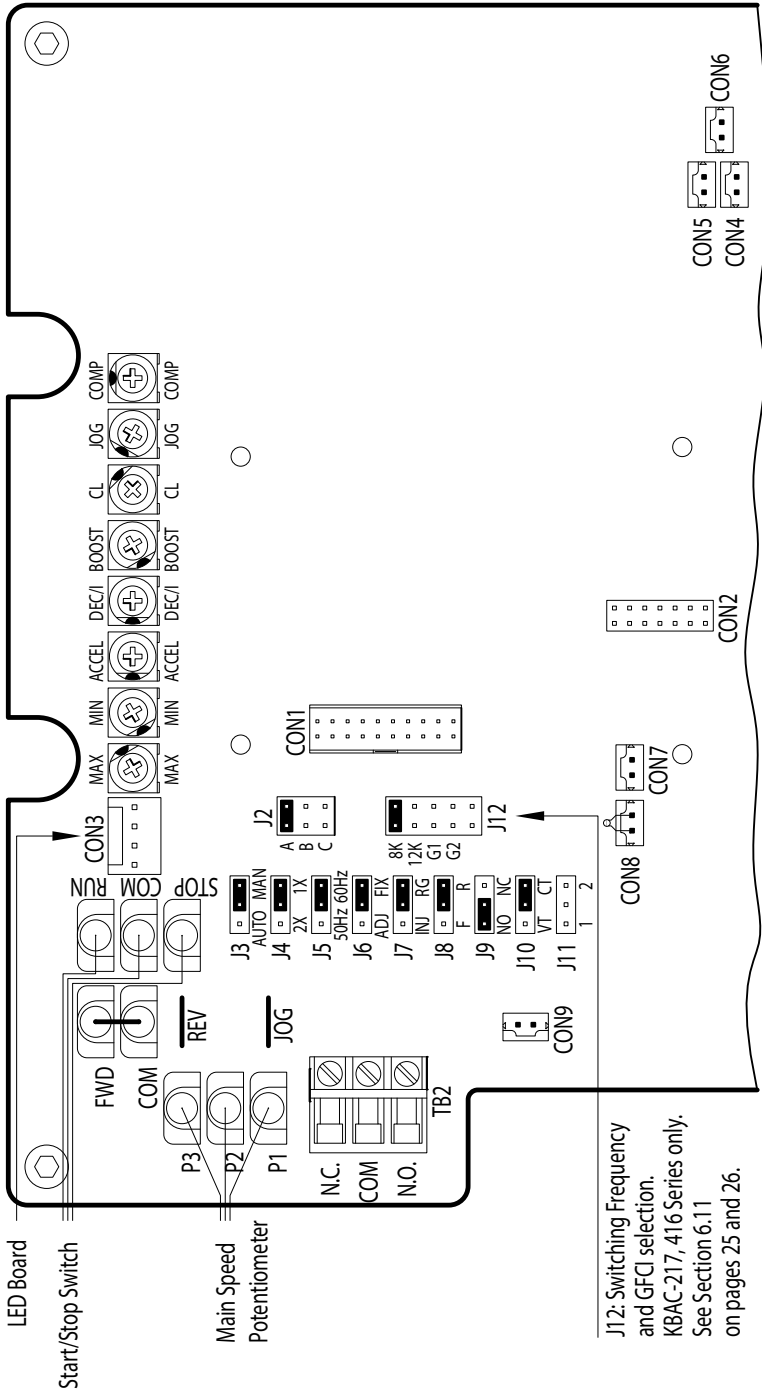 LED Board
Start/Stop Switch
Main Speed
Potentiometer
J12: Switching Frequency
and GFCI selection.
KBAC-217, 416 Series only.
See Section 6.11
on pages 25 and 26.
FWD
COM
RUN
COM
STOP
REV
JOG
P3
P2
P1
N.C.
COM
N.O.
TB2
CON3
MAX
MIN
ACCEL
DEC/I
BOOST
CL
JOG
COMP
MAX
MIN
ACCEL
DEC/I
BOOST
CL
JOG
COMP
J3
AUTO MAN
J4
2X 1X
J5
50Hz 60Hz
J6
ADJ FIX
J7
INJ RG
J8
F R
J9
NO NC
J10
VT CT
J11
1 2
J2
A
B
C
J12
8K
12K
G1
G2
CON1
CON2
CON9
CON8
CON7
CON5
CON4
CON6